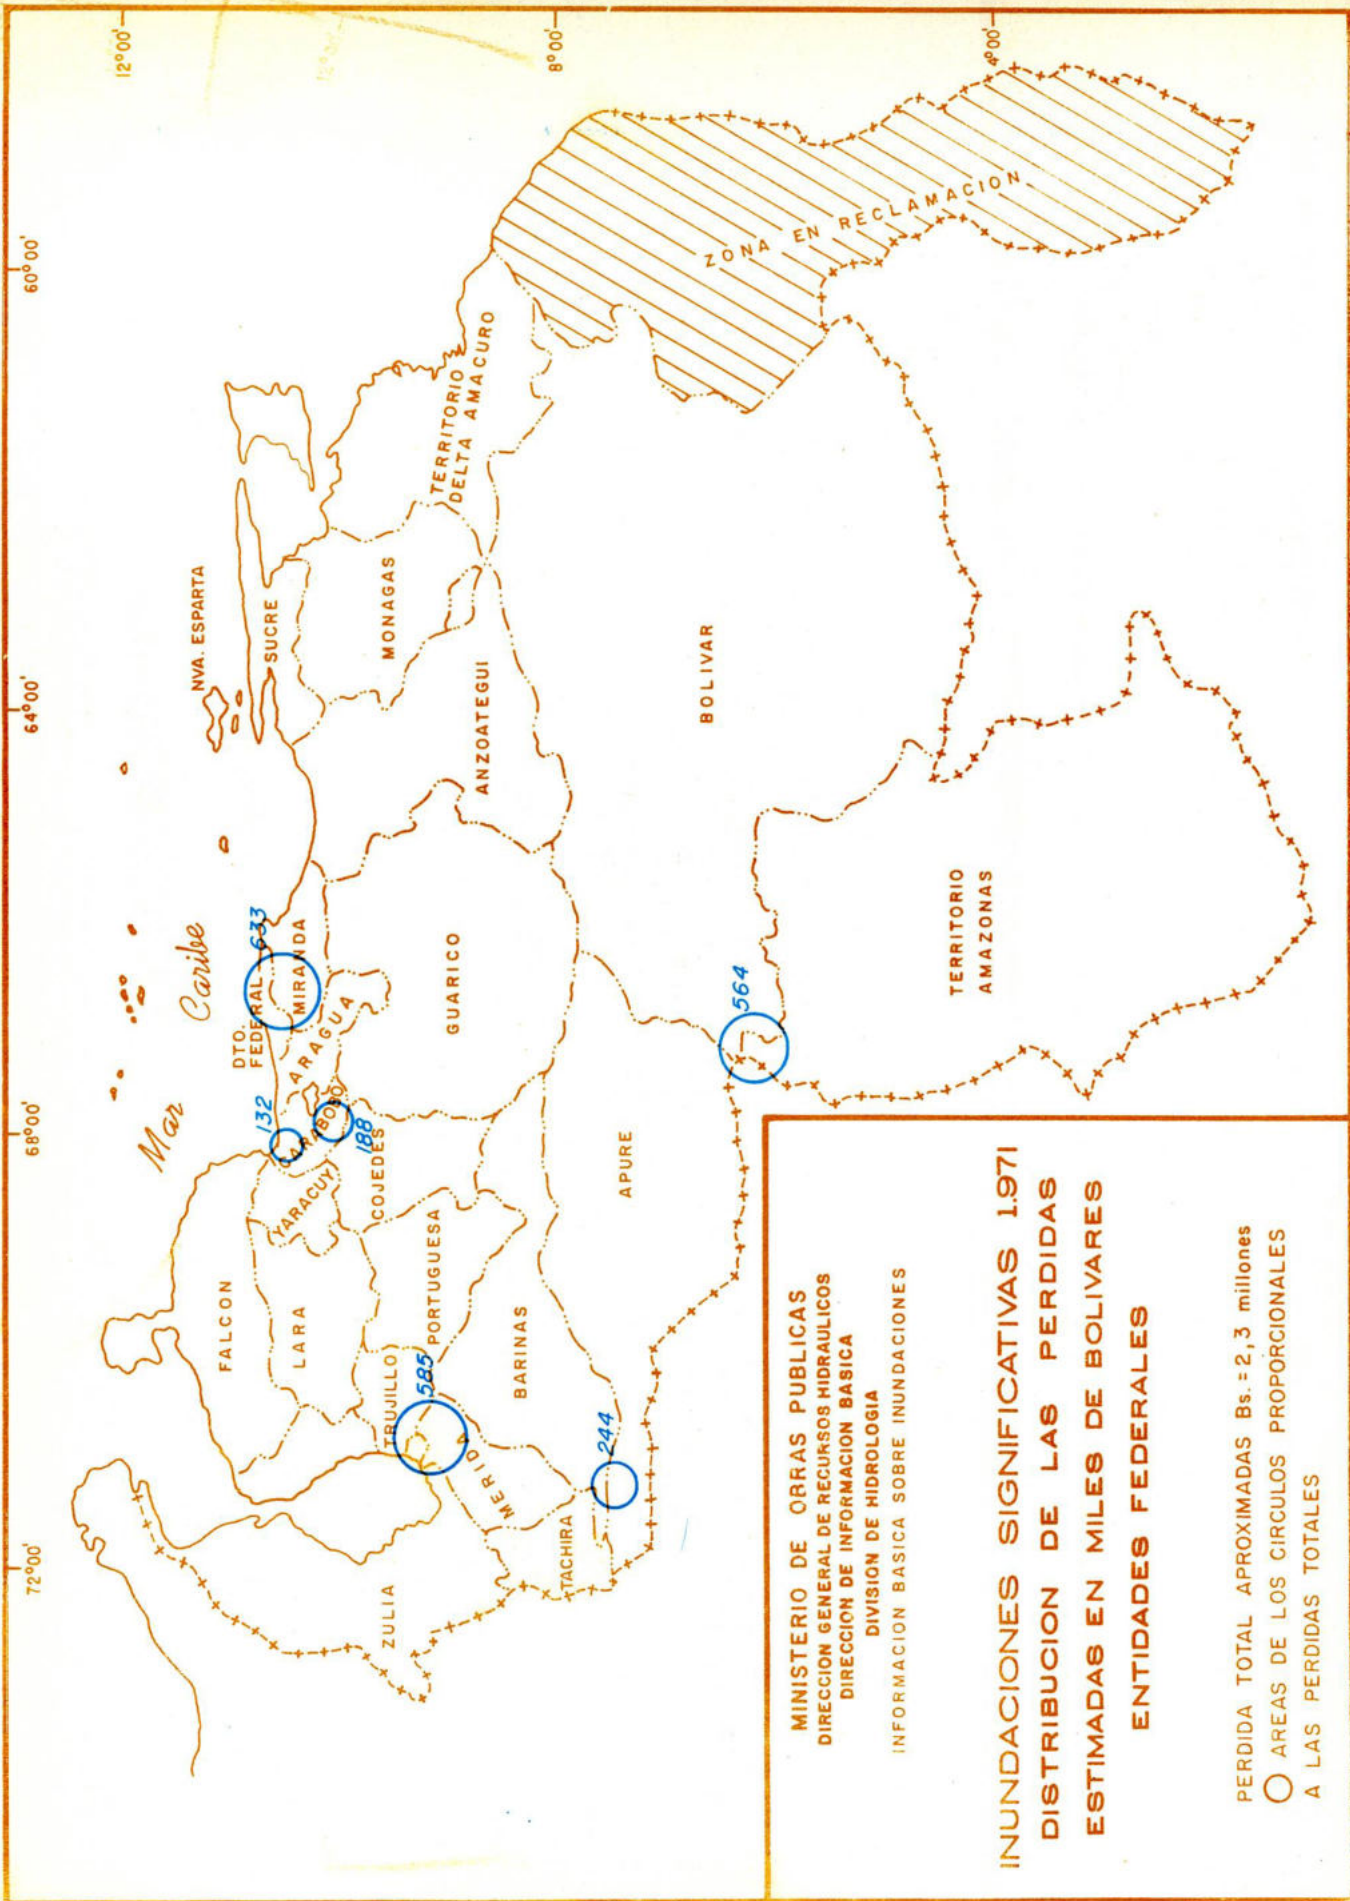 72°00'
68°00'
64°00'
60°00'
12°00'
8°00'
4°00'
Mar Caribe
NVA. ESPARTA
DTO.
FEDERAL
633
132
188
585
244
564
ZULIA
FALCON
LARA
YARACUY
CARABOBO
ARAGUA
MIRANDA
SUCRE
TRUJILLO
PORTUGUESA
COJEDES
GUARICO
ANZOATEGUI
MONAGAS
TERRITORIO
DELTA AMACURO
MERID
TACHIRA
BARINAS
APURE
BOLIVAR
ZONA EN RECLAMACION
TERRITORIO
AMAZONAS
MINISTERIO DE ORRAS PUBLICAS
DIRECCION GENERAL DE RECURSOS HIDRAULICOS
DIRECCION DE INFORMACION BASICA
DIVISION DE HIDROLOGIA
INFORMACION BASICA SOBRE INUNDACIONES
INUNDACIONES SIGNIFICATIVAS 1.971
DISTRIBUCION DE LAS PERDIDAS
ESTIMADAS EN MILES DE BOLIVARES
ENTIDADES FEDERALES
PERDIDA TOTAL APROXIMADAS Bs. = 2,3 millones
AREAS DE LOS CIRCULOS PROPORCIONALES
A LAS PERDIDAS TOTALES